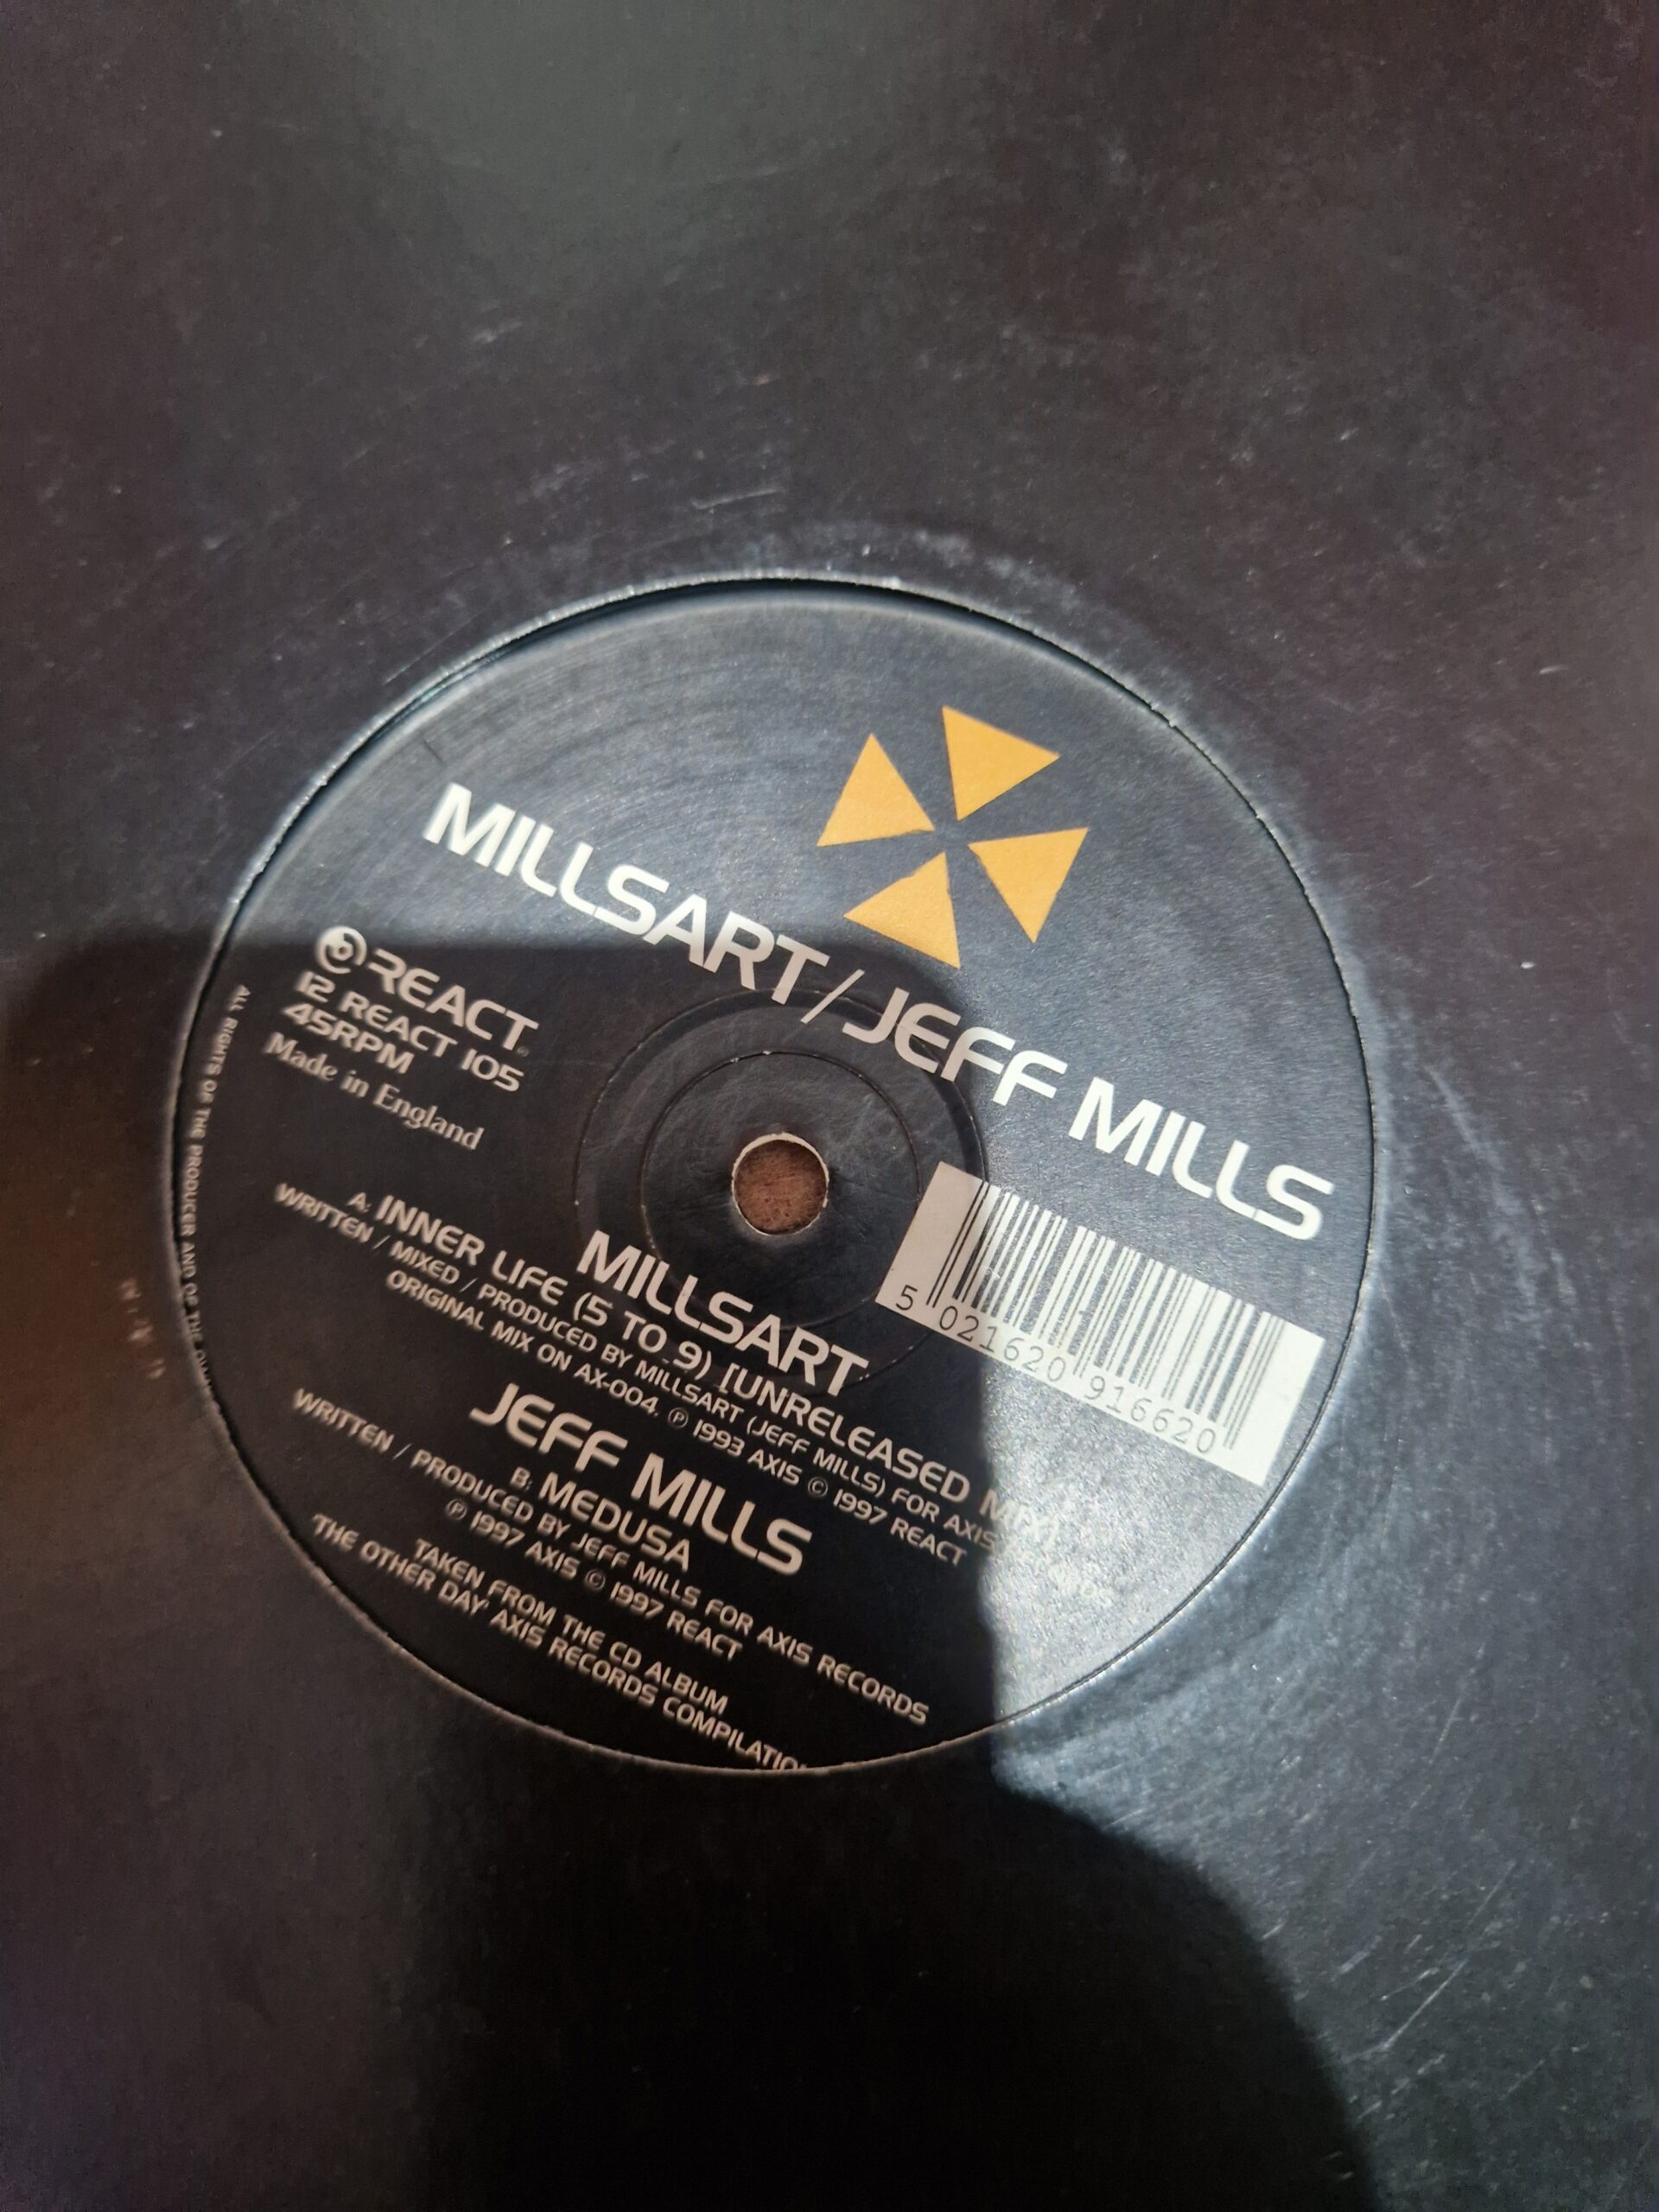 MILLSART / JEFF MILLS
REACT
12 REACT 105
45RPM
Made in England
5 021620 916620
MILLSART
A: INNER LIFE (5 TO 9) [UNRELEASED MIX]
WRITTEN / MIXED / PRODUCED BY MILLSART (JEFF MILLS) FOR AXIS RECORDS
ORIGINAL MIX ON AX-004. ℗ 1993 AXIS © 1997 REACT
JEFF MILLS
B: MEDUSA
WRITTEN / PRODUCED BY JEFF MILLS FOR AXIS RECORDS
℗ 1997 AXIS © 1997 REACT
TAKEN FROM THE CD ALBUM
'THE OTHER DAY' AXIS RECORDS COMPILATION
ALL RIGHTS OF THE PRODUCER AND OF THE